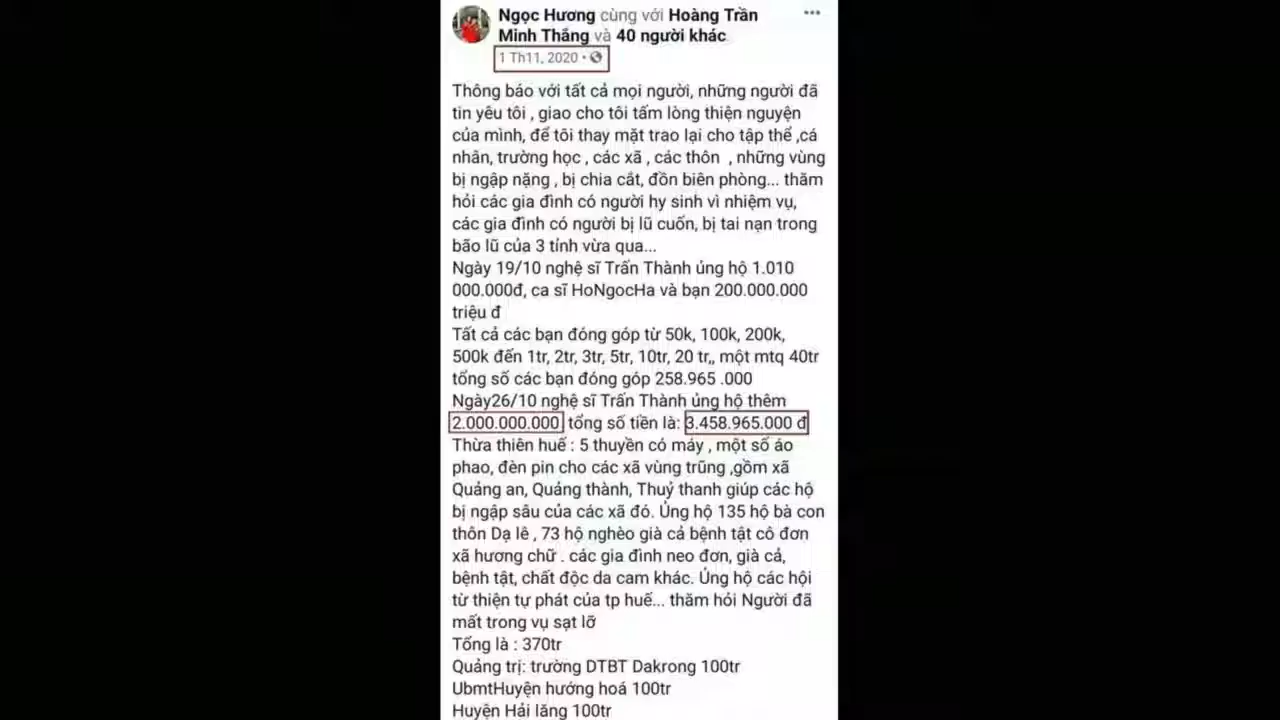 Ngọc Hương cùng với Hoàng Trần
Minh Thắng và 40 người khác
1 Th11, 2020 •
Thông báo với tất cả mọi người, những người đã
tin yêu tôi , giao cho tôi tấm lòng thiện nguyện
của mình, để tôi thay mặt trao lại cho tập thể ,cá
nhân, trường học , các xã , các thôn , những vùng
bị ngập nặng , bị chia cắt, đồn biên phòng... thăm
hỏi các gia đình có người hy sinh vì nhiệm vụ,
các gia đình có người bị lũ cuốn, bị tai nạn trong
bão lũ của 3 tỉnh vừa qua...
Ngày 19/10 nghệ sĩ Trấn Thành ủng hộ 1.010
000.000đ, ca sĩ HoNgocHa và bạn 200.000.000
triệu đ
Tất cả các bạn đóng góp từ 50k, 100k, 200k,
500k đến 1tr, 2tr, 3tr, 5tr, 10tr, 20 tr,, một mtq 40tr
tổng số các bạn đóng góp 258.965 .000
Ngày26/10 nghệ sĩ Trấn Thành ủng hộ thêm
2.000.000.000 tổng số tiền là: 3.458.965.000 đ
Thừa thiên huế : 5 thuyền có máy , một số áo
phao, đèn pin cho các xã vùng trũng ,gồm xã
Quảng an, Quảng thành, Thuỷ thanh giúp các hộ
bị ngập sâu của các xã đó. Ủng hộ 135 hộ bà con
thôn Dạ lê , 73 hộ nghèo già cả bệnh tật cô đơn
xã hương chữ . các gia đình neo đơn, già cả,
bệnh tật, chất độc da cam khác. Ủng hộ các hội
từ thiện tự phát của tp huế... thăm hỏi Người đã
mất trong vụ sạt lỡ
Tổng là : 370tr
Quảng trị: trường DTBT Dakrong 100tr
UbmtHuyện hướng hoá 100tr
Huyện Hải lăng 100tr